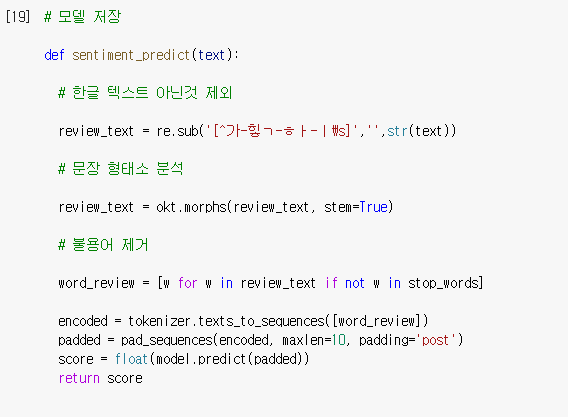 [19] # 모델 저장
def sentiment_predict(text):
# 한글 텍스트 아닌것 제외
review_text = re.sub('[^가-힣ㄱ-ㅎㅏ-ㅣ\\s]','',str(text))
# 문장 형태소 분석
review_text = okt.morphs(review_text, stem=True)
# 불용어 제거
word_review = [w for w in review_text if not w in stop_words]
encoded = tokenizer.texts_to_sequences([word_review])
padded = pad_sequences(encoded, maxlen=10, padding='post')
score = float(model.predict(padded))
return score